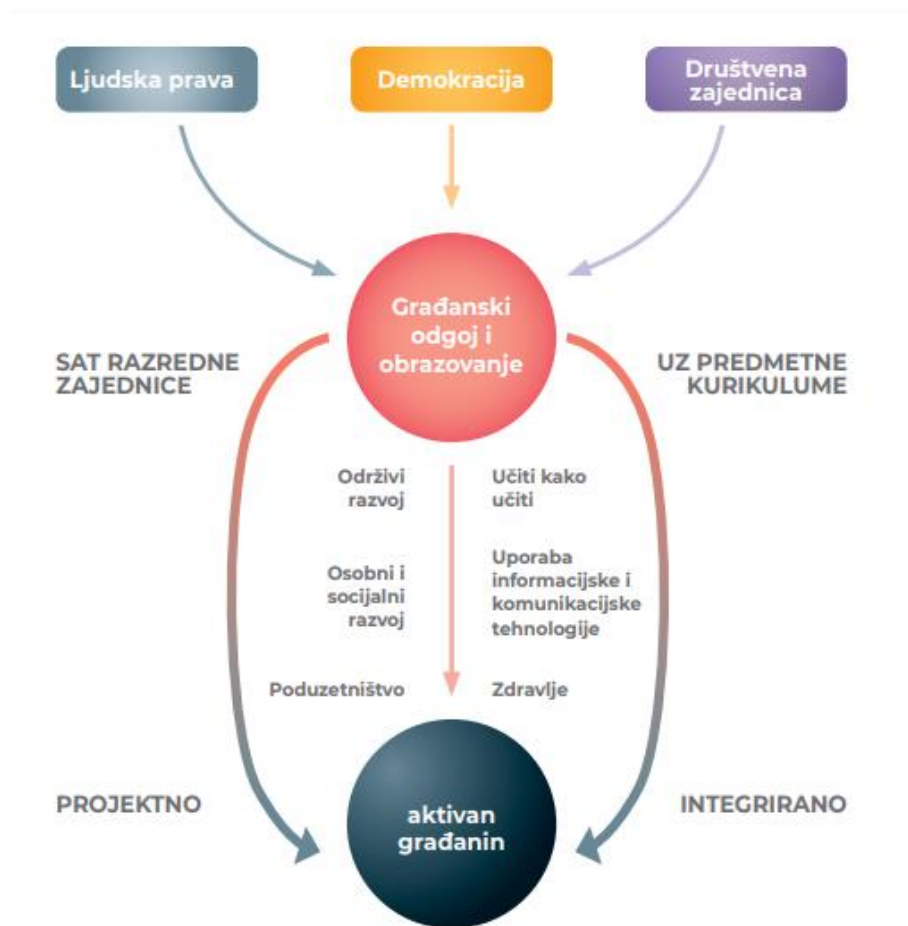 Ljudska prava
Demokracija
Društvena
zajednica
Građanski
odgoj i
obrazovanje
SAT RAZREDNE
ZAJEDNICE
UZ PREDMETNE
KURIKULUME
Održivi
razvoj
Učiti kako
učiti
Osobni i
socijalni
razvoj
Uporaba
informacijske i
komunikacijske
tehnologije
Poduzetništvo
Zdravlje
PROJEKTNO
INTEGRIRANO
aktivan
građanin